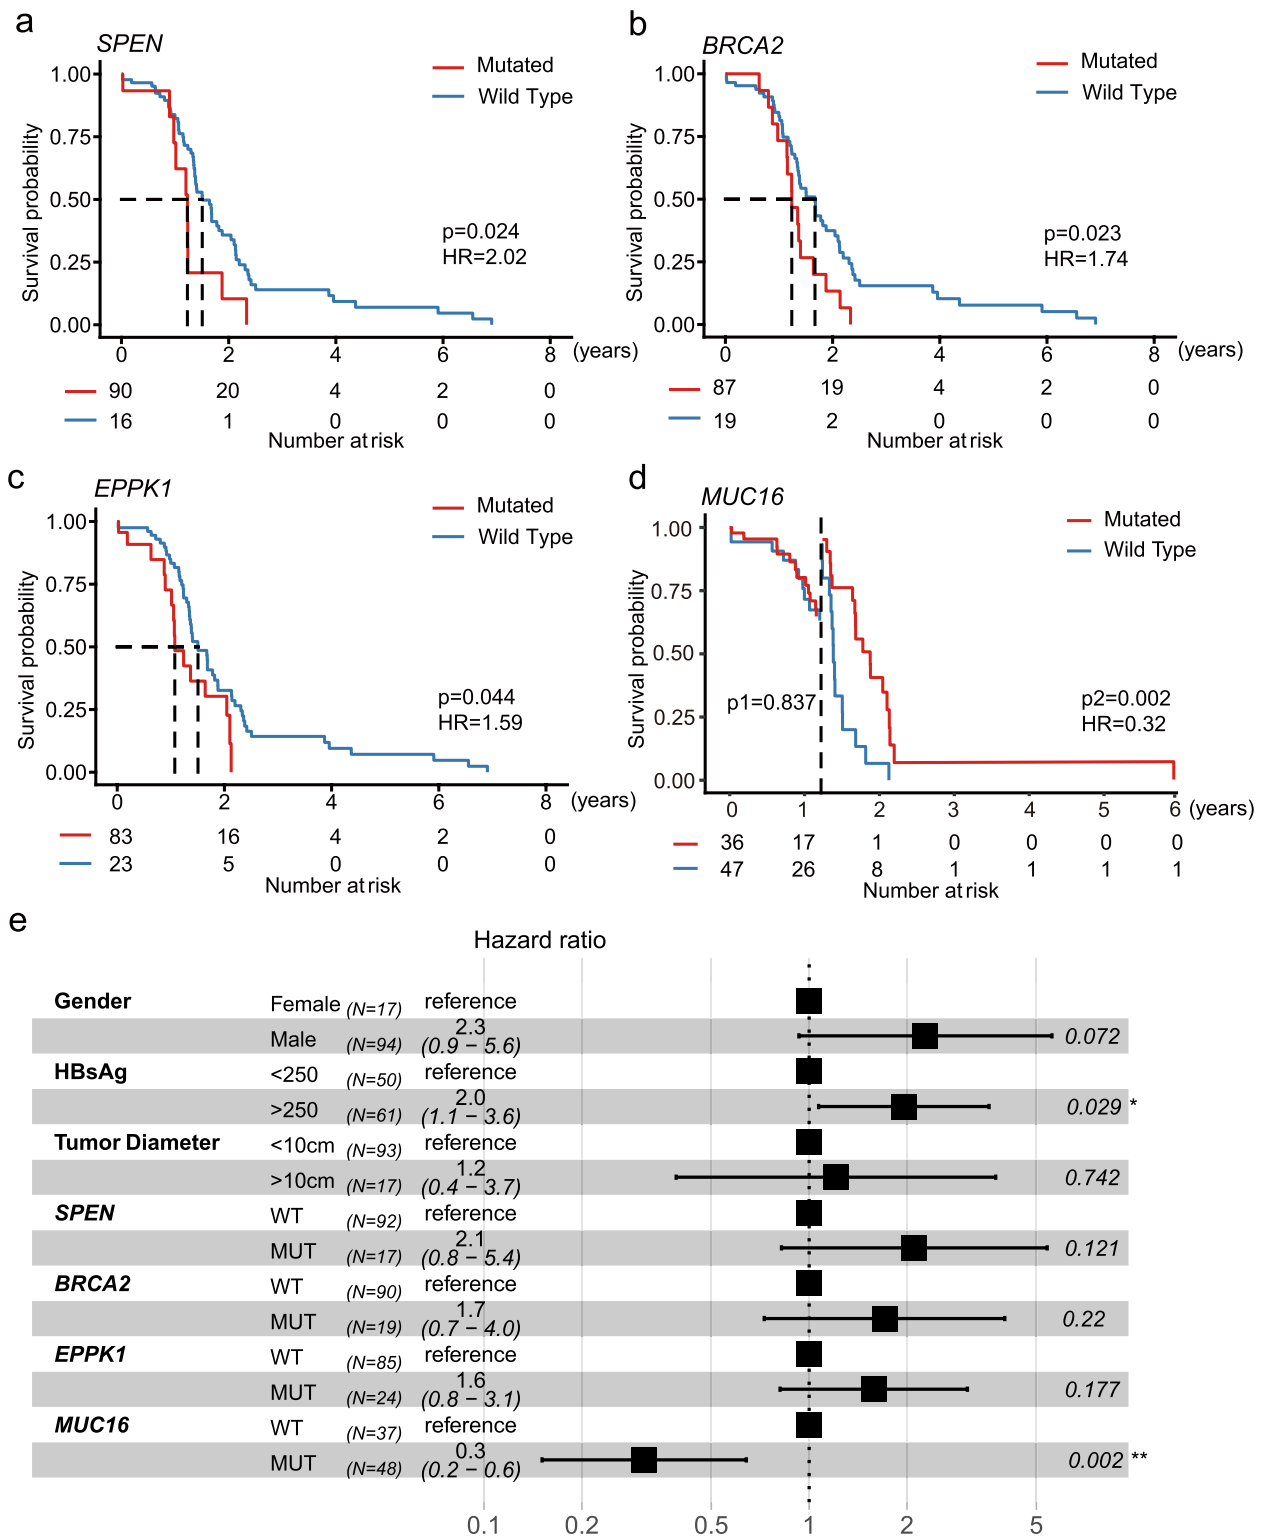 a
SPEN
Mutated
Wild Type
Survival probability
1.00
0.75
0.50
0.25
0.00
p=0.024
HR=2.02
0 2 4 6 8 (years)
90 20 4 2 0
16 1 0 0 0
Number at risk
b
BRCA2
Mutated
Wild Type
Survival probability
1.00
0.75
0.50
0.25
0.00
p=0.023
HR=1.74
0 2 4 6 8 (years)
87 19 4 2 0
19 2 0 0 0
Number at risk
c
EPPK1
Mutated
Wild Type
Survival probability
1.00
0.75
0.50
0.25
0.00
p=0.044
HR=1.59
0 2 4 6 8 (years)
83 16 4 2 0
23 5 0 0 0
Number at risk
d
MUC16
Mutated
Wild Type
Survival probability
1.00
0.75
0.50
0.25
0.00
p1=0.837
p2=0.002
HR=0.32
0 1 2 3 4 5 6 (years)
36 17 1 0 0 0 0
47 26 8 1 1 1 1
Number at risk
e
Hazard ratio
Gender Female (N=17) reference
Male (N=94) 2.3 (0.9 – 5.6) 0.072
HBsAg <250 (N=50) reference
>250 (N=61) 2.0 (1.1 – 3.6) 0.029 *
Tumor Diameter <10cm (N=93) reference
>10cm (N=17) 1.2 (0.4 – 3.7) 0.742
SPEN WT (N=92) reference
MUT (N=17) 2.1 (0.8 – 5.4) 0.121
BRCA2 WT (N=90) reference
MUT (N=19) 1.7 (0.7 – 4.0) 0.22
EPPK1 WT (N=85) reference
MUT (N=24) 1.6 (0.8 – 3.1) 0.177
MUC16 WT (N=37) reference
MUT (N=48) 0.3 (0.2 – 0.6) 0.002 **
0.1 0.2 0.5 1 2 5